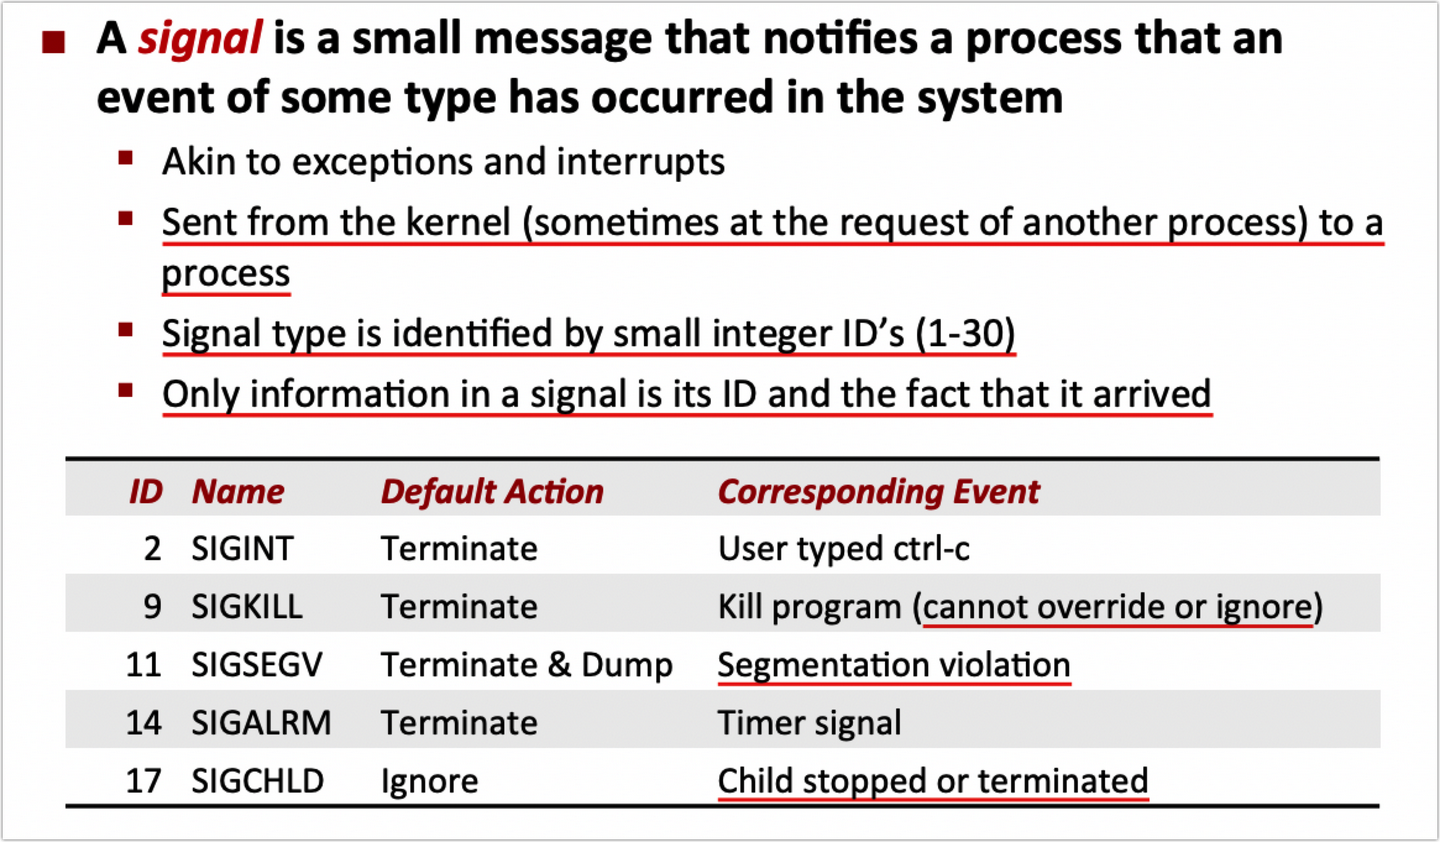 A signal is a small message that notifies a process that an
event of some type has occurred in the system
Akin to exceptions and interrupts
Sent from the kernel (sometimes at the request of another process) to a
process
Signal type is identified by small integer ID’s (1-30)
Only information in a signal is its ID and the fact that it arrived
ID Name Default Action Corresponding Event
2 SIGINT Terminate User typed ctrl-c
9 SIGKILL Terminate Kill program (cannot override or ignore)
11 SIGSEGV Terminate & Dump Segmentation violation
14 SIGALRM Terminate Timer signal
17 SIGCHLD Ignore Child stopped or terminated